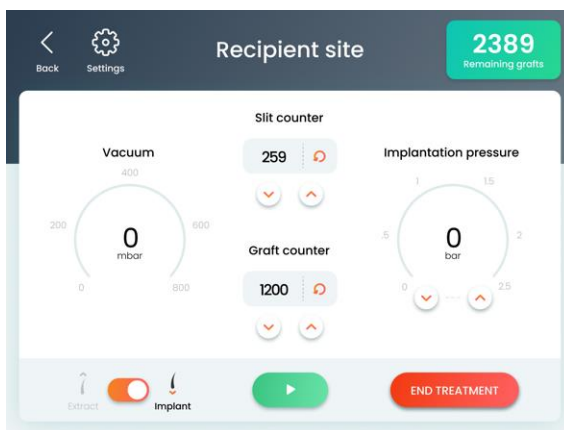 Back
Settings
Recipient site
2389
Remaining grafts
Vacuum
400
200
600
0
mbar
0
800
Slit counter
259
Graft counter
1200
Implantation pressure
1
1.5
.5
2
0
bar
0
2.5
Extract
Implant
END TREATMENT